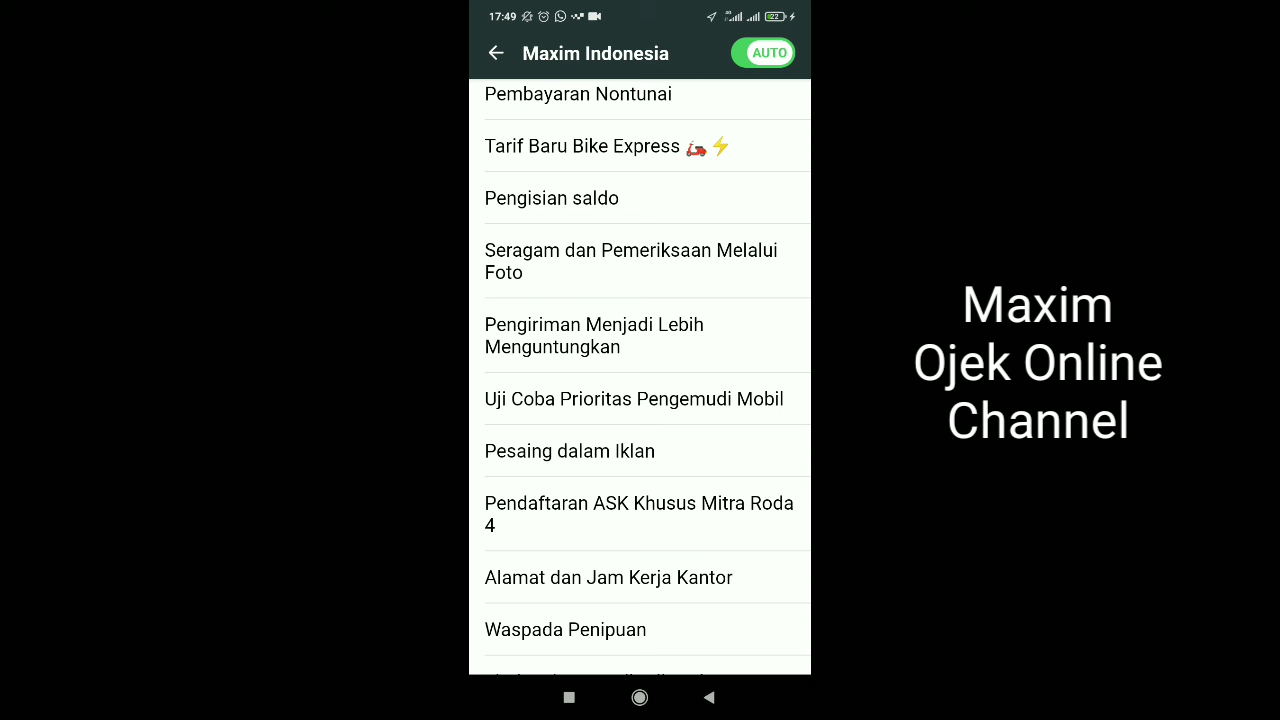 17:49
22
Maxim Indonesia
AUTO
Pembayaran Nontunai
Tarif Baru Bike Express 🛵⚡
Pengisian saldo
Seragam dan Pemeriksaan Melalui
Foto
Pengiriman Menjadi Lebih
Menguntungkan
Uji Coba Prioritas Pengemudi Mobil
Pesaing dalam Iklan
Pendaftaran ASK Khusus Mitra Roda
4
Alamat dan Jam Kerja Kantor
Waspada Penipuan
Maxim
Ojek Online
Channel